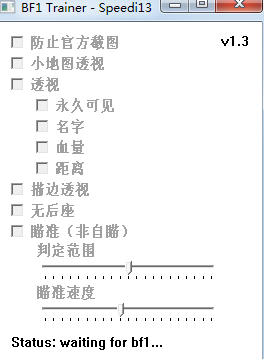 BF1 Trainer - Speedi13
防止官方截图
v1.3
小地图透视
透视
永久可见
名字
血量
距离
描边透视
无后座
瞄准（非自瞄）
判定范围
瞄准速度
Status: waiting for bf1...